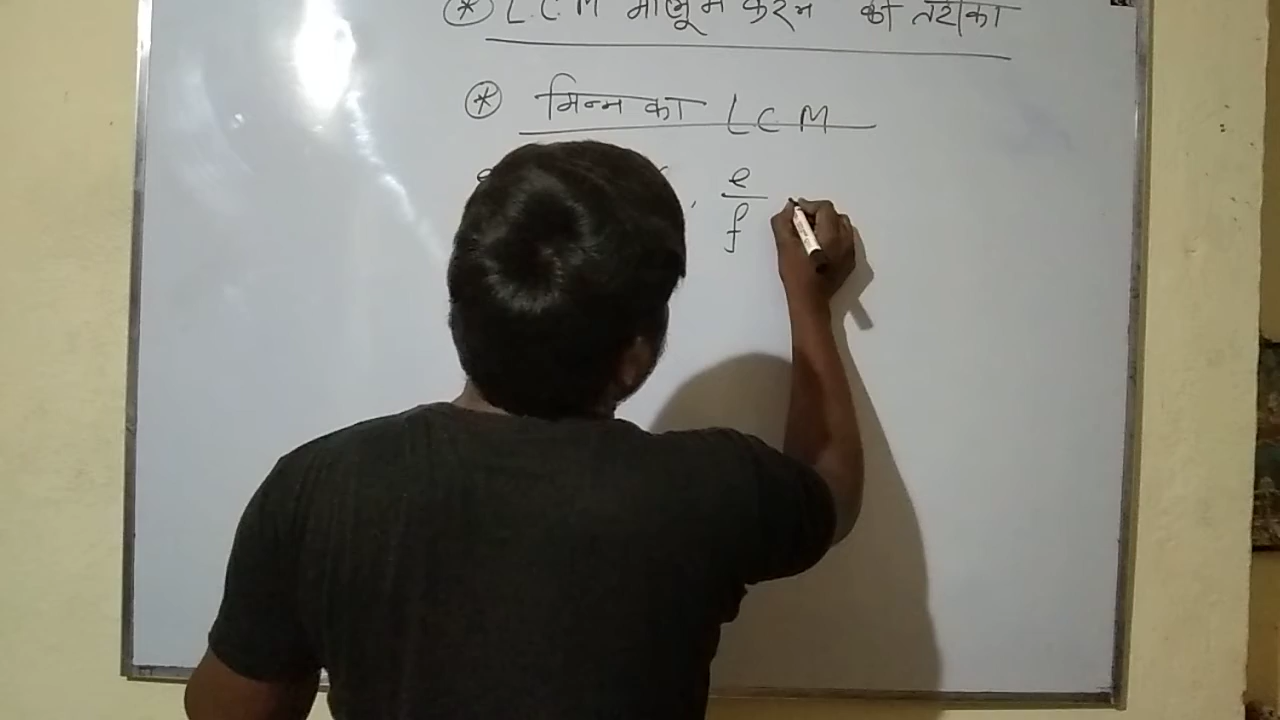 * LCM मालूम करने का तरीका
* भिन्न का LCM
, e/f